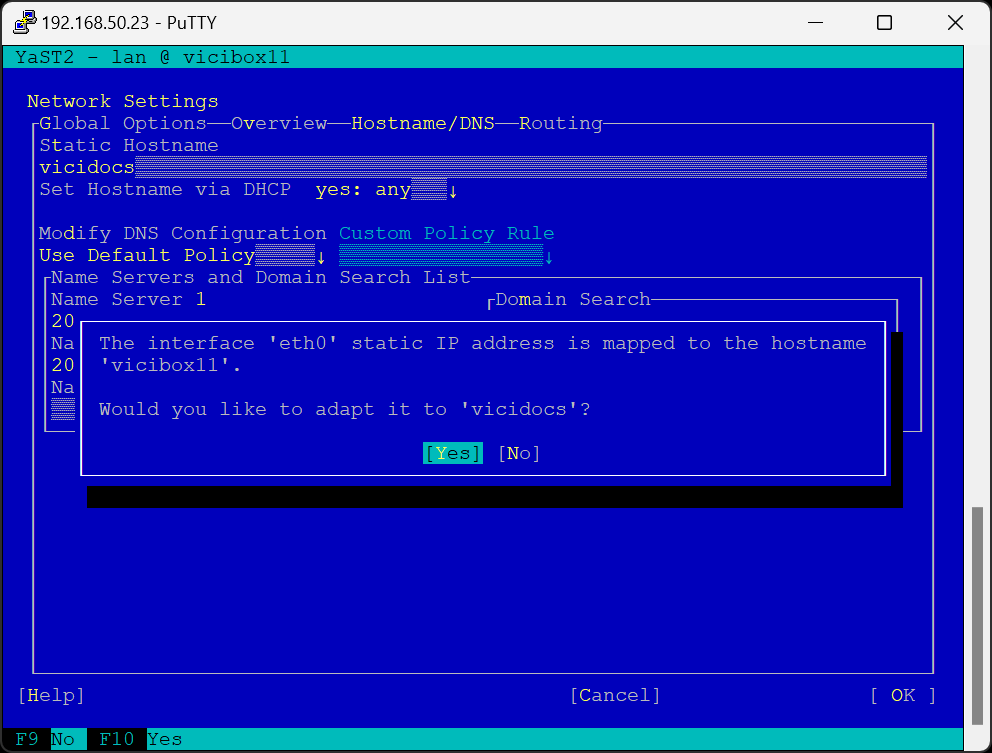 192.168.50.23 - PuTTY
YaST2 - lan @ vicibox11
Network Settings
Global Options Overview Hostname/DNS Routing
Static Hostname
vicidocs
Set Hostname via DHCP yes: any↓
Modify DNS Configuration Custom Policy Rule
Use Default Policy↓ ↓
Name Servers and Domain Search List
Name Server 1 Domain Search
20
Na
20
Na
The interface 'eth0' static IP address is mapped to the hostname
'vicibox11'.
Would you like to adapt it to 'vicidocs'?
[Yes] [No]
[Help] [Cancel] [ OK ]
F9 No F10 Yes